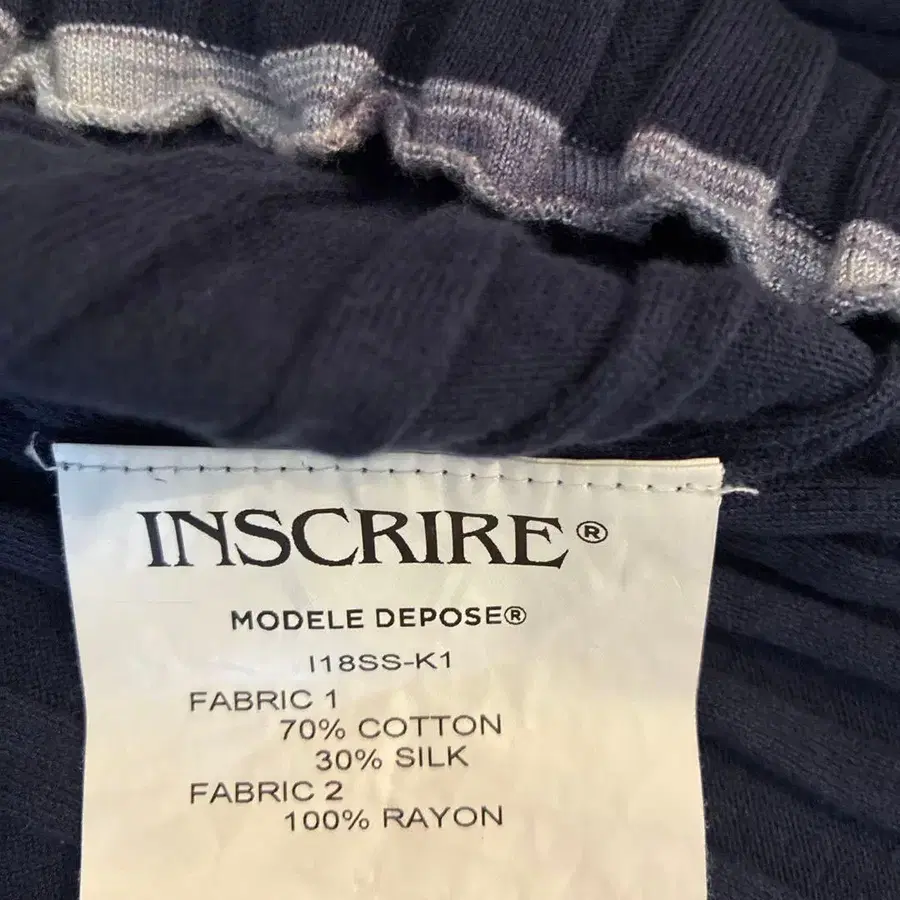 INSCRIRE®
MODELE DEPOSE®
I18SS-K1
FABRIC 1
70% COTTON
30% SILK
FABRIC 2
100% RAYON